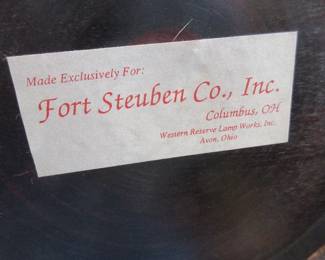 Made Exclusively For:
Fort Steuben Co., Inc.
Columbus, OH
Western Reserve Lamp Works, Inc.
Avon, Ohio